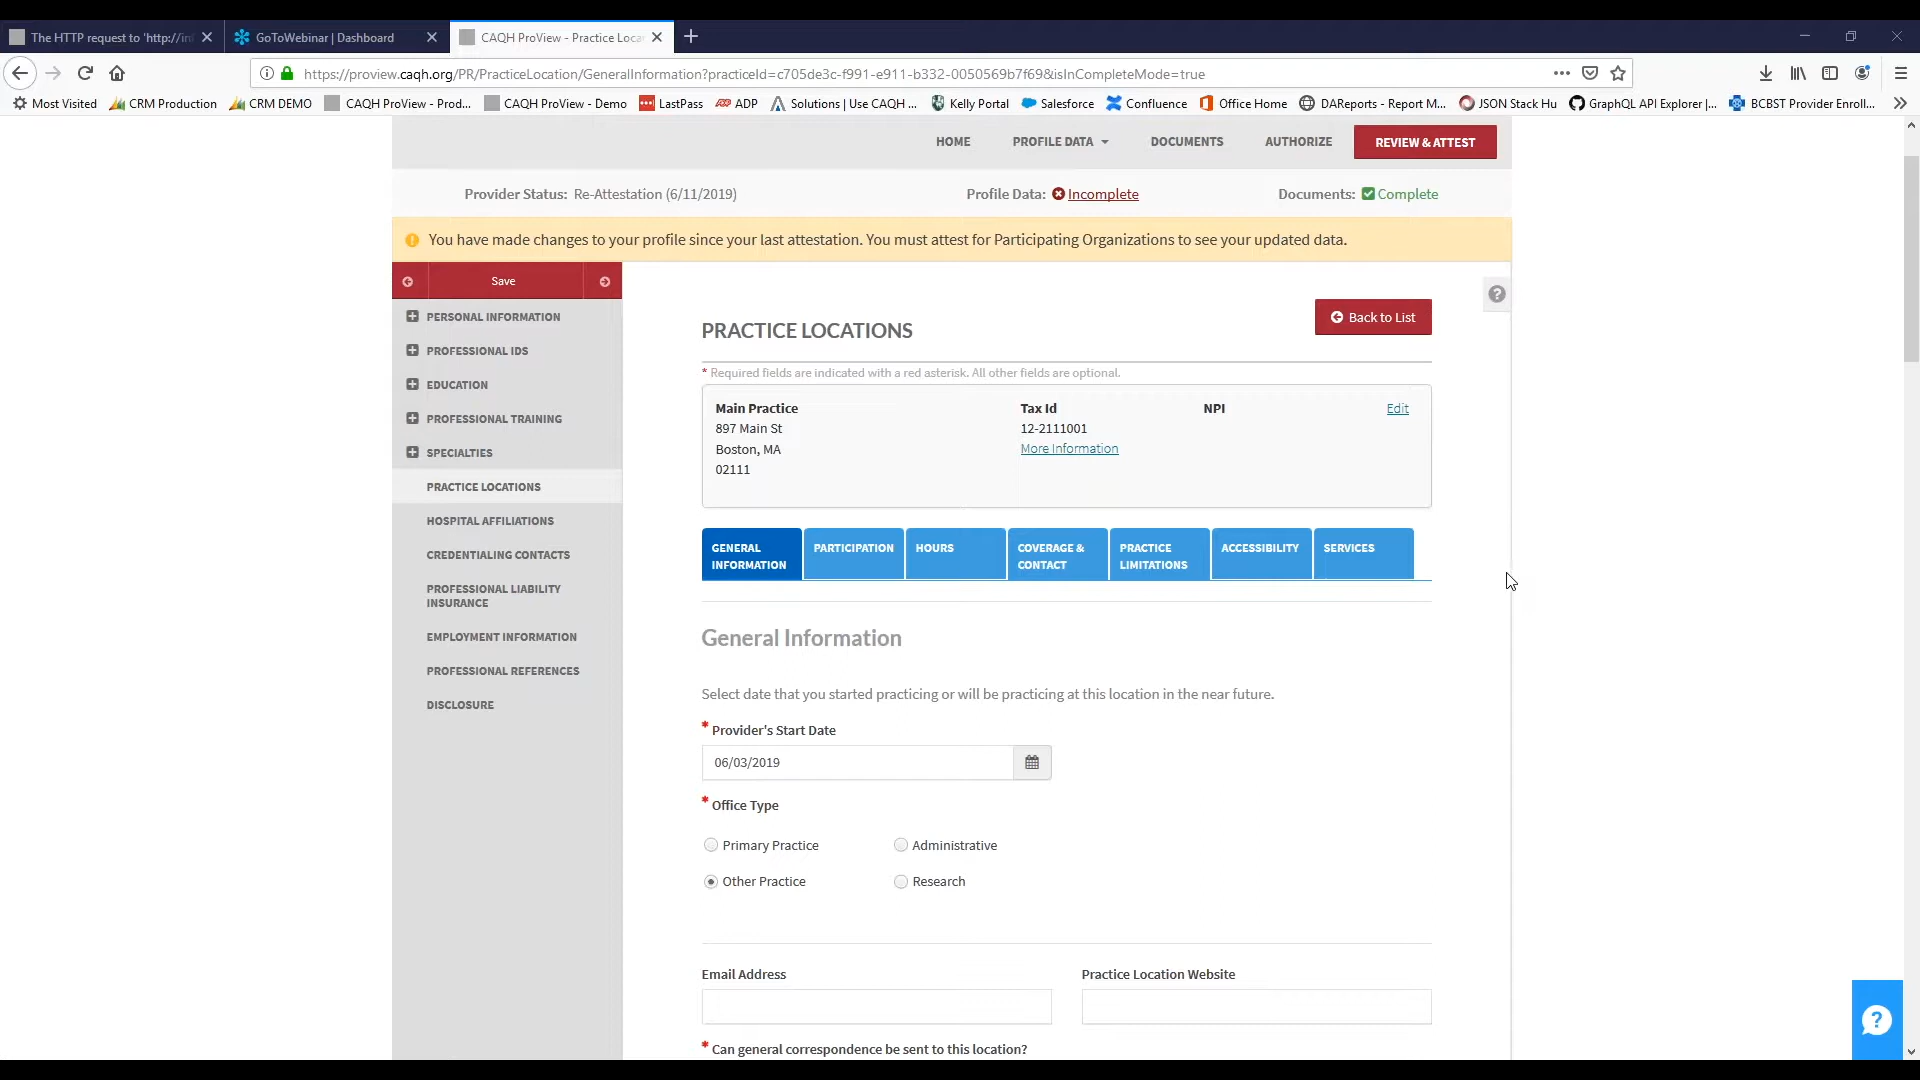 The HTTP request to 'http://in
GoToWebinar | Dashboard
CAQH ProView - Practice Loca
https://proview.caqh.org/PR/PracticeLocation/GeneralInformation?practiceId=c705de3c-f991-e911-b332-0050569b7f69&isInCompleteMode=true
Most Visited CRM Production CRM DEMO CAQH ProView - Prod... CAQH ProView - Demo LastPass ADP Solutions | Use CAQH ... Kelly Portal Salesforce Confluence Office Home DAReports - Report M... JSON Stack Hu GraphQL API Explorer |... BCBST Provider Enroll...
HOME PROFILE DATA DOCUMENTS AUTHORIZE REVIEW & ATTEST
Provider Status: Re-Attestation (6/11/2019) Profile Data: Incomplete Documents: Complete
You have made changes to your profile since your last attestation. You must attest for Participating Organizations to see your updated data.
Save
PERSONAL INFORMATION
PROFESSIONAL IDS
EDUCATION
PROFESSIONAL TRAINING
SPECIALTIES
PRACTICE LOCATIONS
HOSPITAL AFFILIATIONS
CREDENTIALING CONTACTS
PROFESSIONAL LIABILITY
INSURANCE
EMPLOYMENT INFORMATION
PROFESSIONAL REFERENCES
DISCLOSURE
Back to List
PRACTICE LOCATIONS
* Required fields are indicated with a red asterisk. All other fields are optional.
Main Practice Tax Id NPI Edit
897 Main St 12-2111001
Boston, MA More Information
02111
GENERAL INFORMATION
PARTICIPATION
HOURS
COVERAGE & CONTACT
PRACTICE LIMITATIONS
ACCESSIBILITY
SERVICES
General Information
Select date that you started practicing or will be practicing at this location in the near future.
* Provider's Start Date
06/03/2019
* Office Type
Primary Practice Administrative
Other Practice Research
Email Address Practice Location Website
* Can general correspondence be sent to this location?